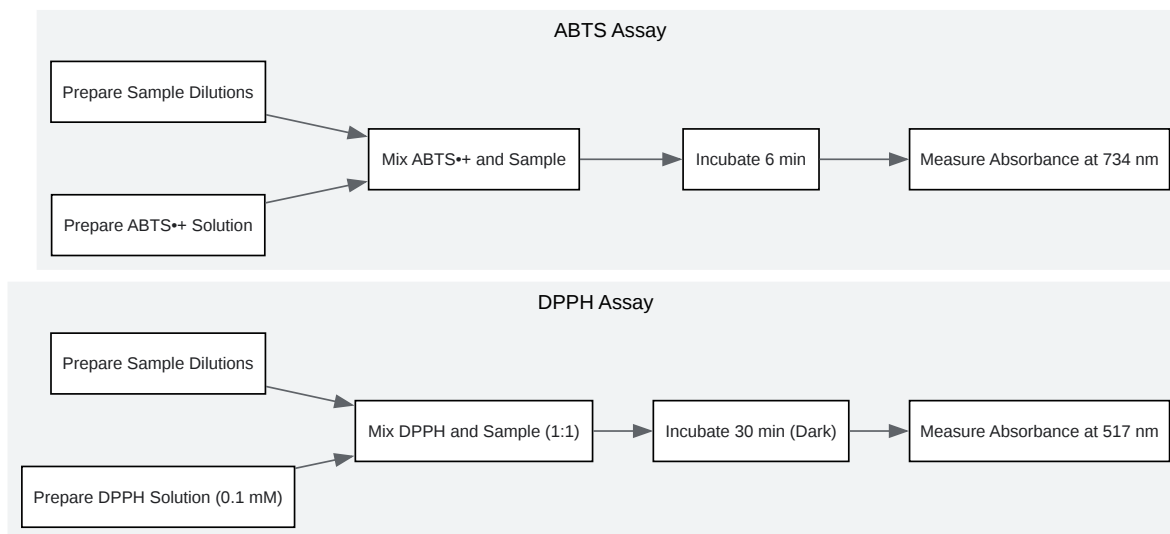 ABTS Assay
Prepare Sample Dilutions
Prepare ABTS•+ Solution
Mix ABTS•+ and Sample
Incubate 6 min
Measure Absorbance at 734 nm
DPPH Assay
Prepare Sample Dilutions
Prepare DPPH Solution (0.1 mM)
Mix DPPH and Sample (1:1)
Incubate 30 min (Dark)
Measure Absorbance at 517 nm